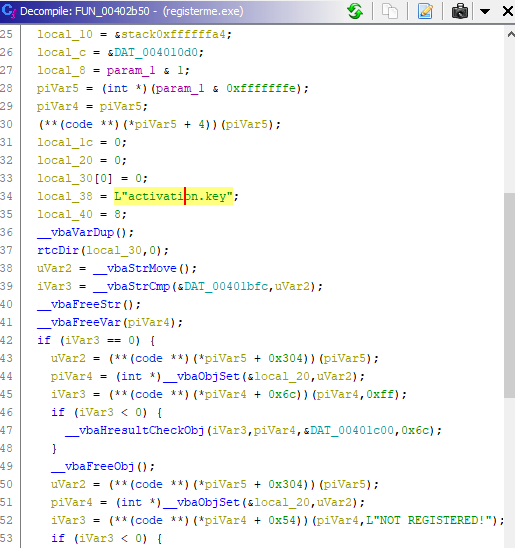 Decompile: FUN_00402b50 - (registerme.exe)
25 local_10 = &stack0xffffffa4;
26 local_c = &DAT_004010d0;
27 local_8 = param_1 & 1;
28 piVar5 = (int *)(param_1 & 0xfffffffe);
29 piVar4 = piVar5;
30 (**(code **)(*piVar5 + 4))(piVar5);
31 local_1c = 0;
32 local_20 = 0;
33 local_30[0] = 0;
34 local_38 = L"activation.key";
35 local_40 = 8;
36 __vbaVarDup();
37 rtcDir(local_30,0);
38 uVar2 = __vbaStrMove();
39 iVar3 = __vbaStrCmp(&DAT_00401bfc,uVar2);
40 __vbaFreeStr();
41 __vbaFreeVar(piVar4);
42 if (iVar3 == 0) {
43 uVar2 = (**(code **)(*piVar5 + 0x304))(piVar5);
44 piVar4 = (int *)__vbaObjSet(&local_20,uVar2);
45 iVar3 = (**(code **)(*piVar4 + 0x6c))(piVar4,0xff);
46 if (iVar3 < 0) {
47 __vbaHresultCheckObj(iVar3,piVar4,&DAT_00401c00,0x6c);
48 }
49 __vbaFreeObj();
50 uVar2 = (**(code **)(*piVar5 + 0x304))(piVar5);
51 piVar4 = (int *)__vbaObjSet(&local_20,uVar2);
52 iVar3 = (**(code **)(*piVar4 + 0x54))(piVar4,L"NOT REGISTERED!");
53 if (iVar3 < 0) {